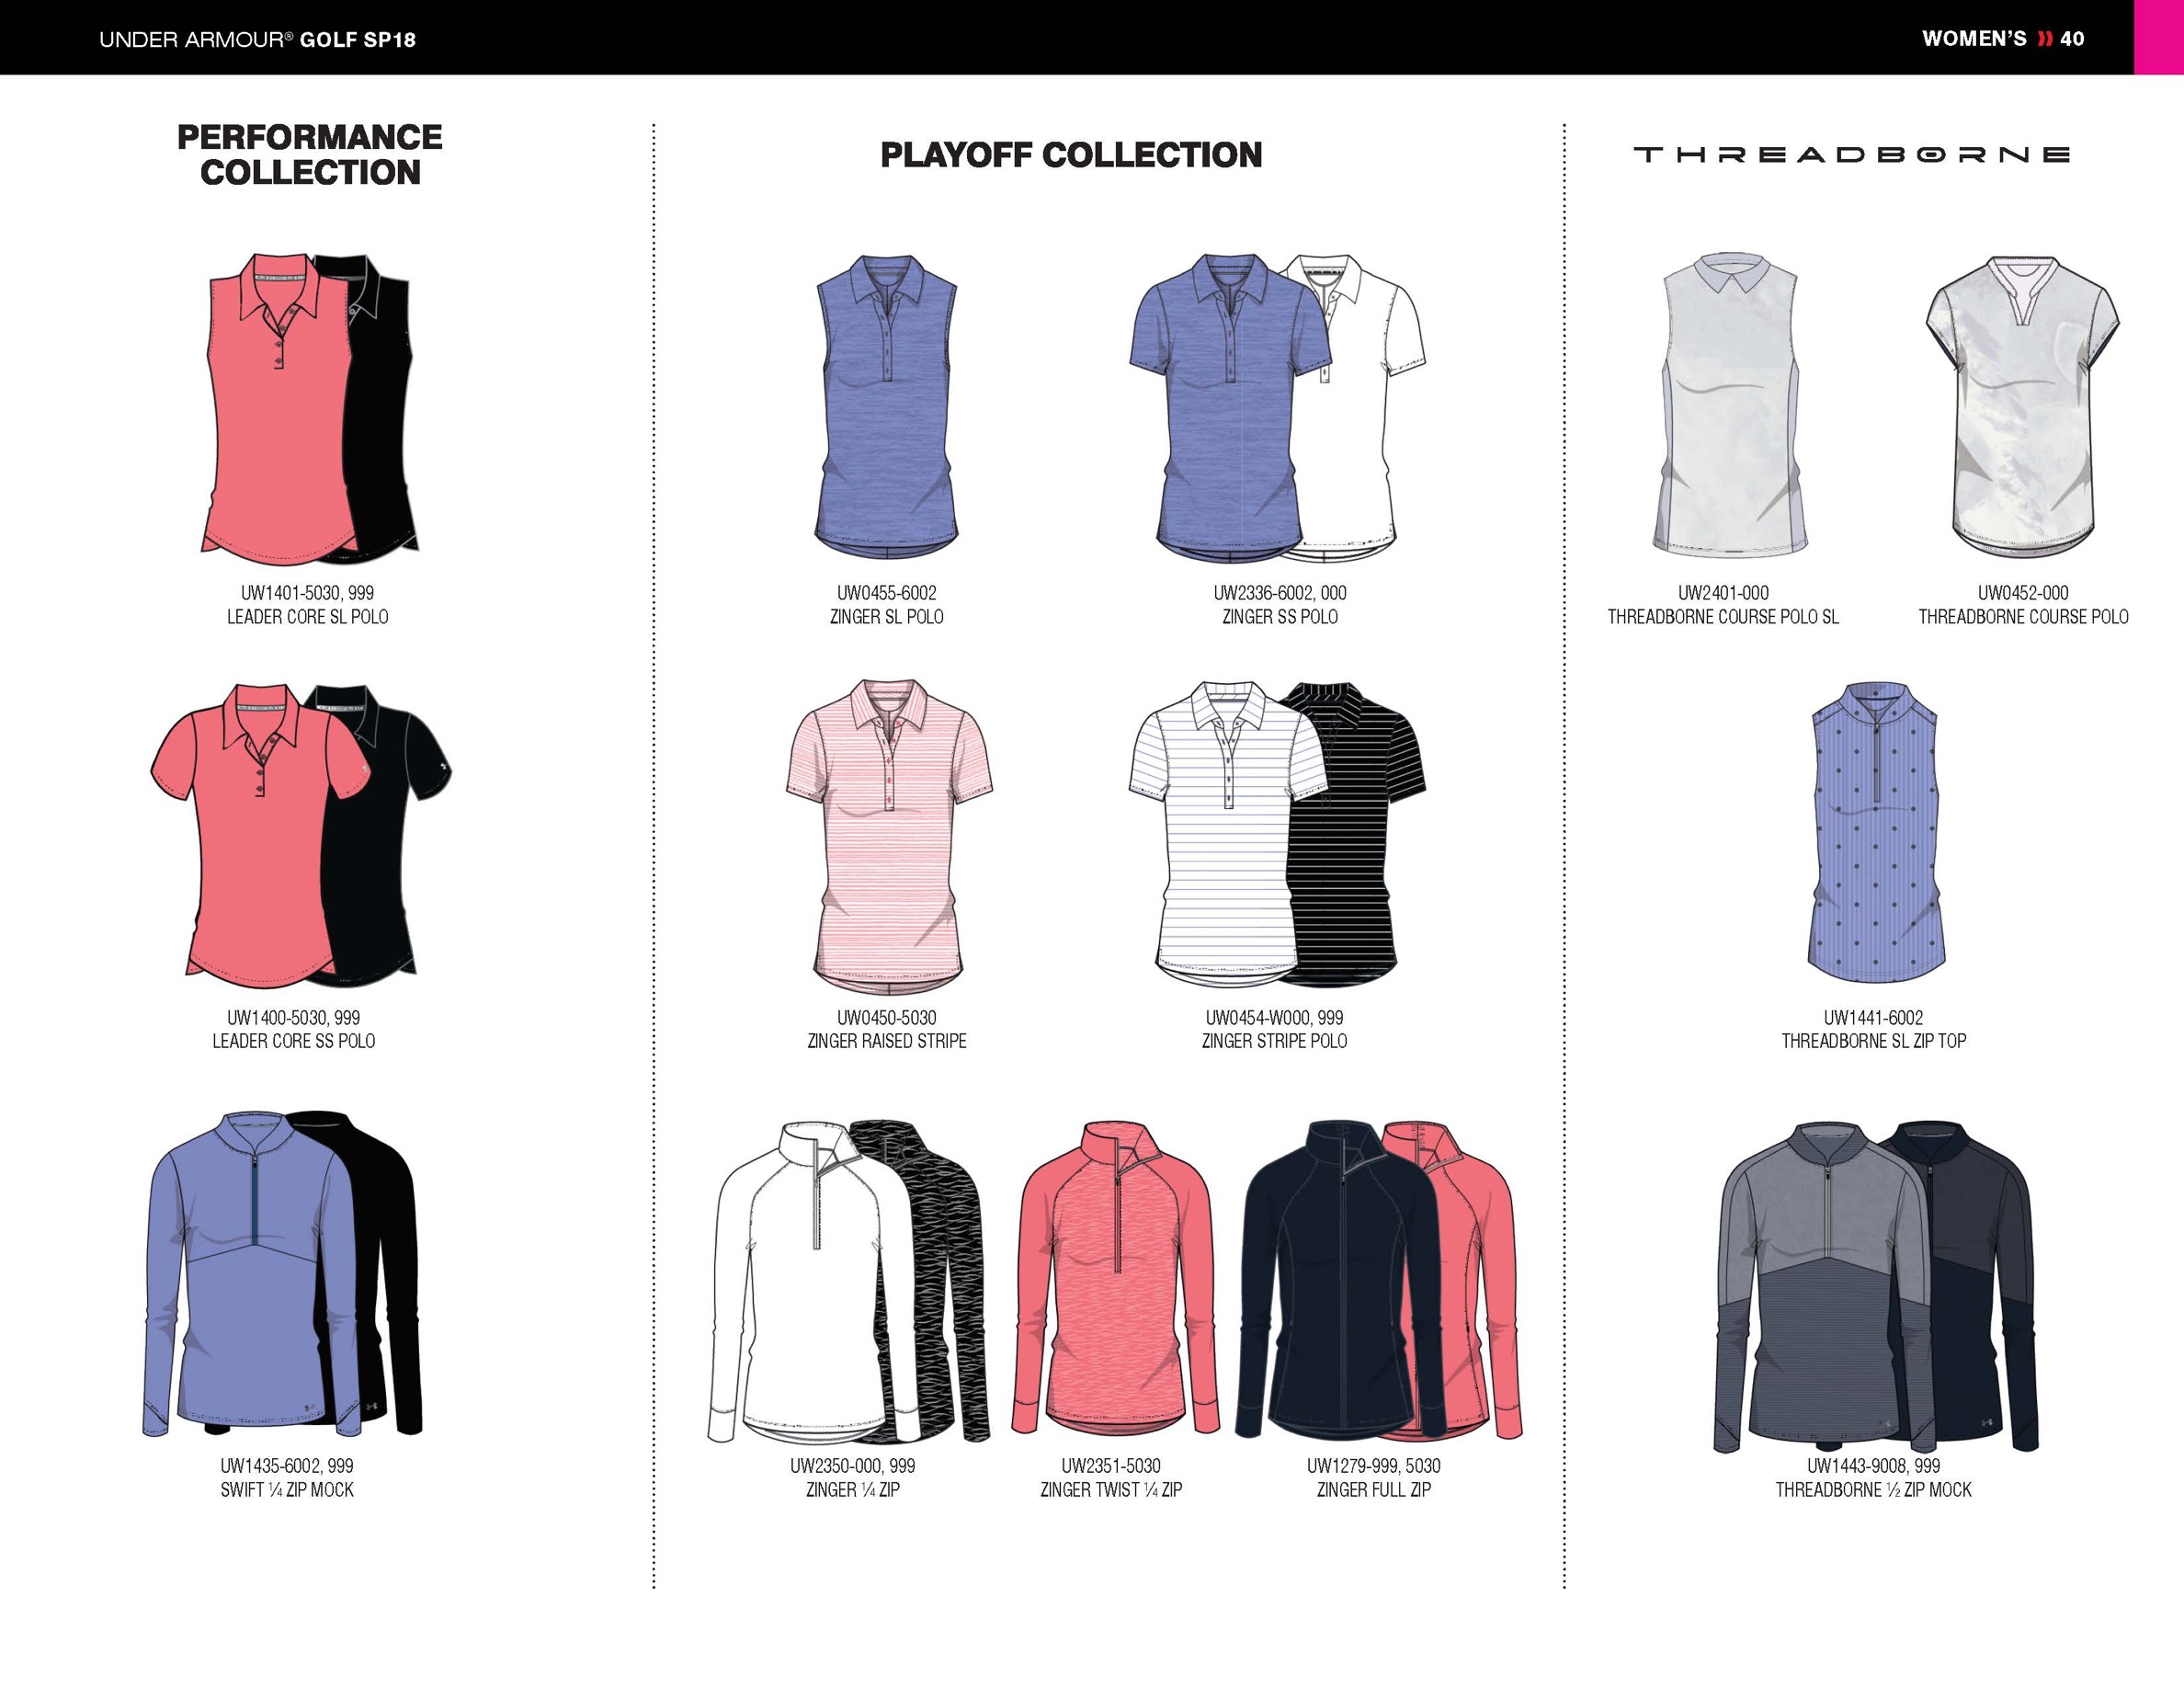 UNDER ARMOUR® GOLF SP18
WOMEN'S 40
PERFORMANCE
COLLECTION
UW1401-5030, 999
LEADER CORE SL POLO
UW1400-5030, 999
LEADER CORE SS POLO
UW1435-6002, 999
SWIFT ¼ ZIP MOCK
PLAYOFF COLLECTION
UW0455-6002
ZINGER SL POLO
UW2336-6002, 000
ZINGER SS POLO
UW0450-5030
ZINGER RAISED STRIPE
UW0454-W000, 999
ZINGER STRIPE POLO
UW2350-000, 999
ZINGER ¼ ZIP
UW2351-5030
ZINGER TWIST ¼ ZIP
UW1279-999, 5030
ZINGER FULL ZIP
THREADBORNE
UW2401-000
THREADBORNE COURSE POLO SL
UW0452-000
THREADBORNE COURSE POLO
UW1441-6002
THREADBORNE SL ZIP TOP
UW1443-9008, 999
THREADBORNE ½ ZIP MOCK